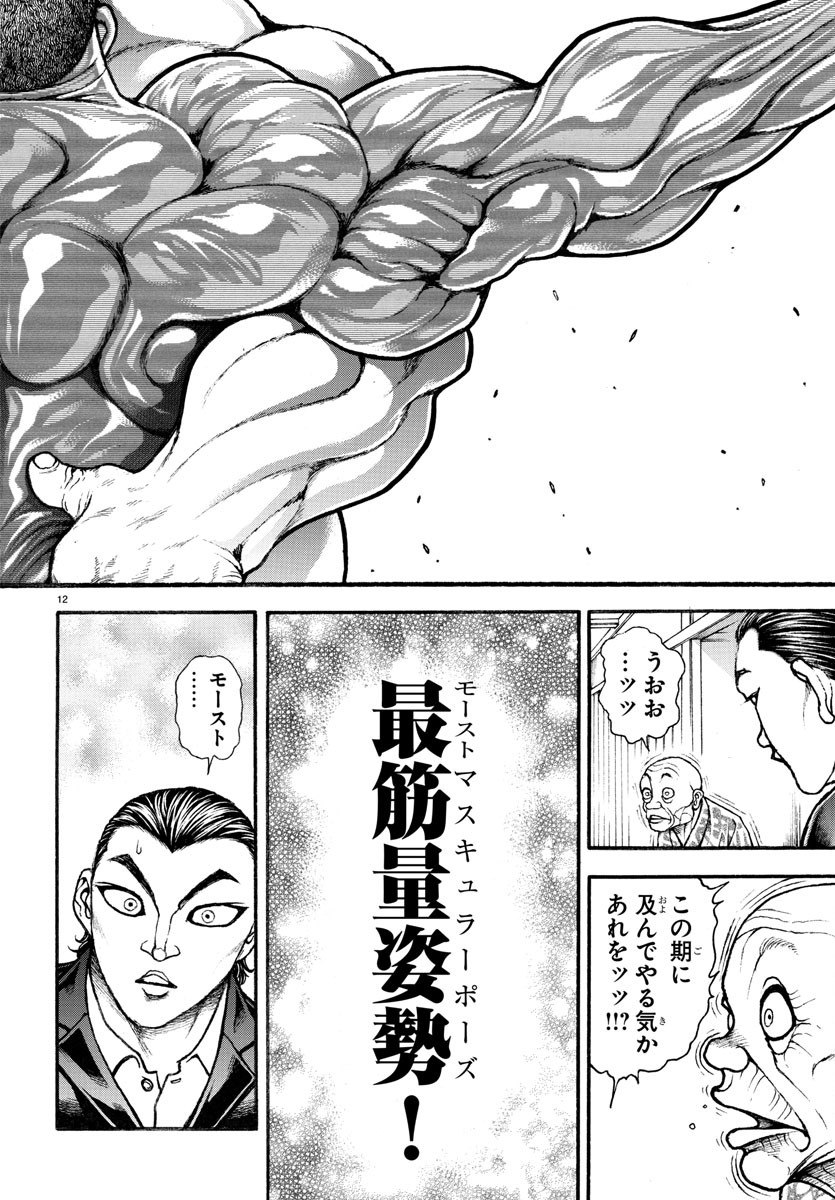 12
うおお
…ッッ
この期に
及んでやる気か
あれをッッ!!?
最筋量姿勢!
モーストマスキュラーポーズ
モースト
……